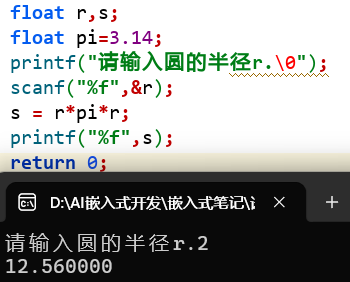 float r,s;
float pi=3.14;
printf("请输入圆的半径r.\0");
scanf("%f",&r);
s = r*pi*r;
printf("%f",s);
return 0;
D:\AI嵌入式开发\嵌入式笔记\
请输入圆的半径r.2
12.560000